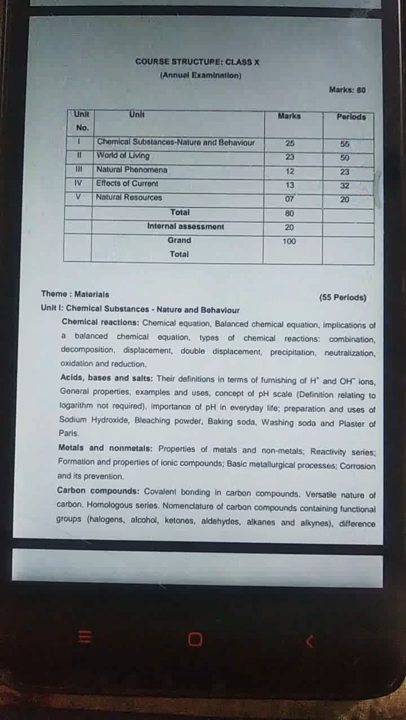 COURSE STRUCTURE: CLASS X
(Annual Examination)
Marks: 80
Unit No. Unit Marks Periods
I Chemical Substances-Nature and Behaviour 25 55
II World of Living 23 50
III Natural Phenomena 12 23
IV Effects of Current 13 32
V Natural Resources 07 20
Total 80
Internal assessment 20
Grand Total 100
Theme : Materials (55 Periods)
Unit I: Chemical Substances - Nature and Behaviour
Chemical reactions: Chemical equation, Balanced chemical equation, implications of
a balanced chemical equation, types of chemical reactions: combination,
decomposition, displacement, double displacement, precipitation, neutralization,
oxidation and reduction.
Acids, bases and salts: Their definitions in terms of furnishing of H⁺ and OH⁻ ions,
General properties, examples and uses, concept of pH scale (Definition relating to
logarithm not required), importance of pH in everyday life; preparation and uses of
Sodium Hydroxide, Bleaching powder, Baking soda, Washing soda and Plaster of
Paris.
Metals and nonmetals: Properties of metals and non-metals; Reactivity series;
Formation and properties of ionic compounds; Basic metallurgical processes; Corrosion
and its prevention.
Carbon compounds: Covalent bonding in carbon compounds. Versatile nature of
carbon. Homologous series. Nomenclature of carbon compounds containing functional
groups (halogens, alcohol, ketones, aldehydes, alkanes and alkynes), difference